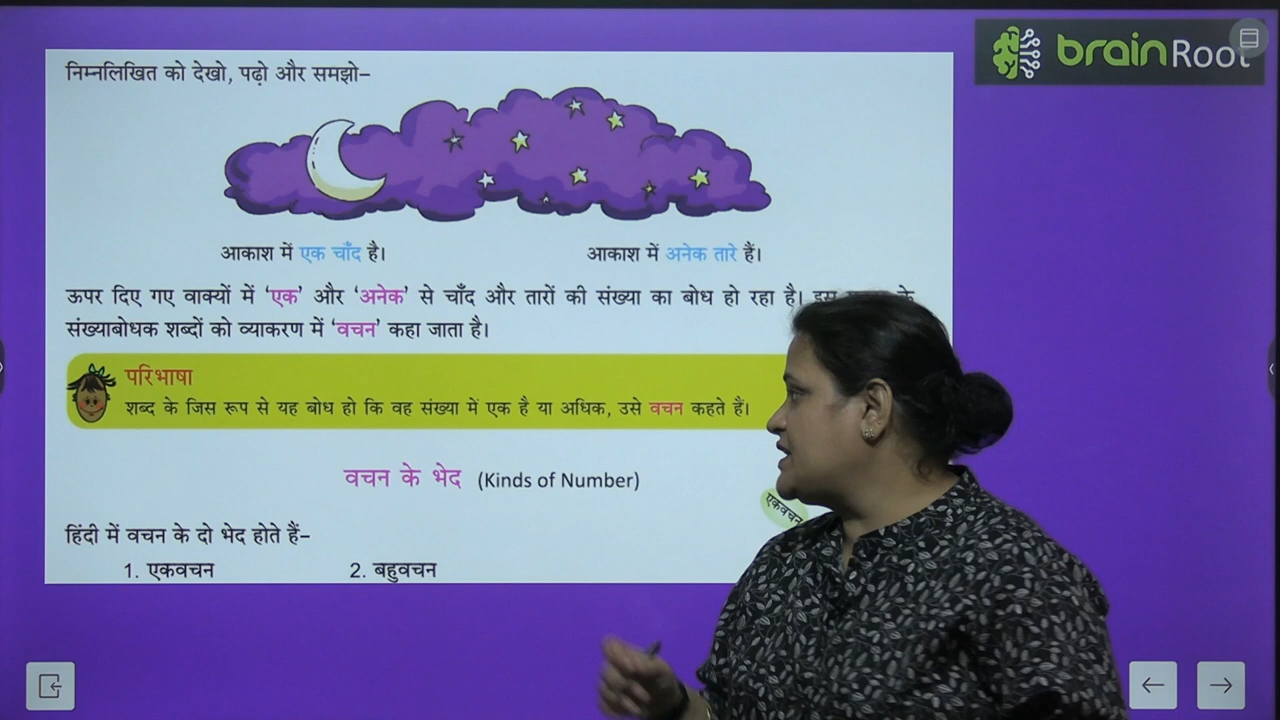 brainRoot
निम्नलिखित को देखो, पढ़ो और समझो–
आकाश में एक चाँद है।
आकाश में अनेक तारे हैं।
ऊपर दिए गए वाक्यों में ‘एक’ और ‘अनेक’ से चाँद और तारों की संख्या का बोध हो रहा है। इस के
संख्याबोधक शब्दों को व्याकरण में ‘वचन’ कहा जाता है।
परिभाषा
शब्द के जिस रूप से यह बोध हो कि वह संख्या में एक है या अधिक, उसे वचन कहते हैं।
वचन के भेद (Kinds of Number)
एकवचन
हिंदी में वचन के दो भेद होते हैं–
1. एकवचन 2. बहुवचन